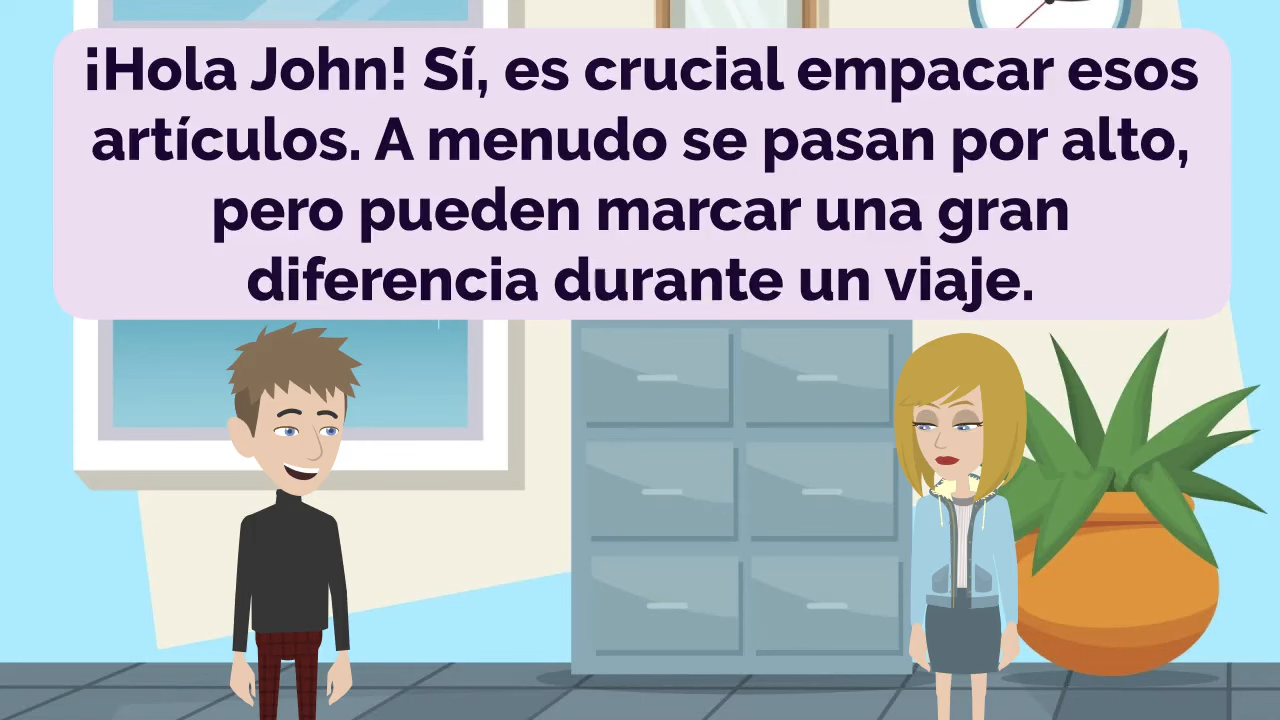 ¡Hola John! Sí, es crucial empacar esos
artículos. A menudo se pasan por alto,
pero pueden marcar una gran
diferencia durante un viaje.